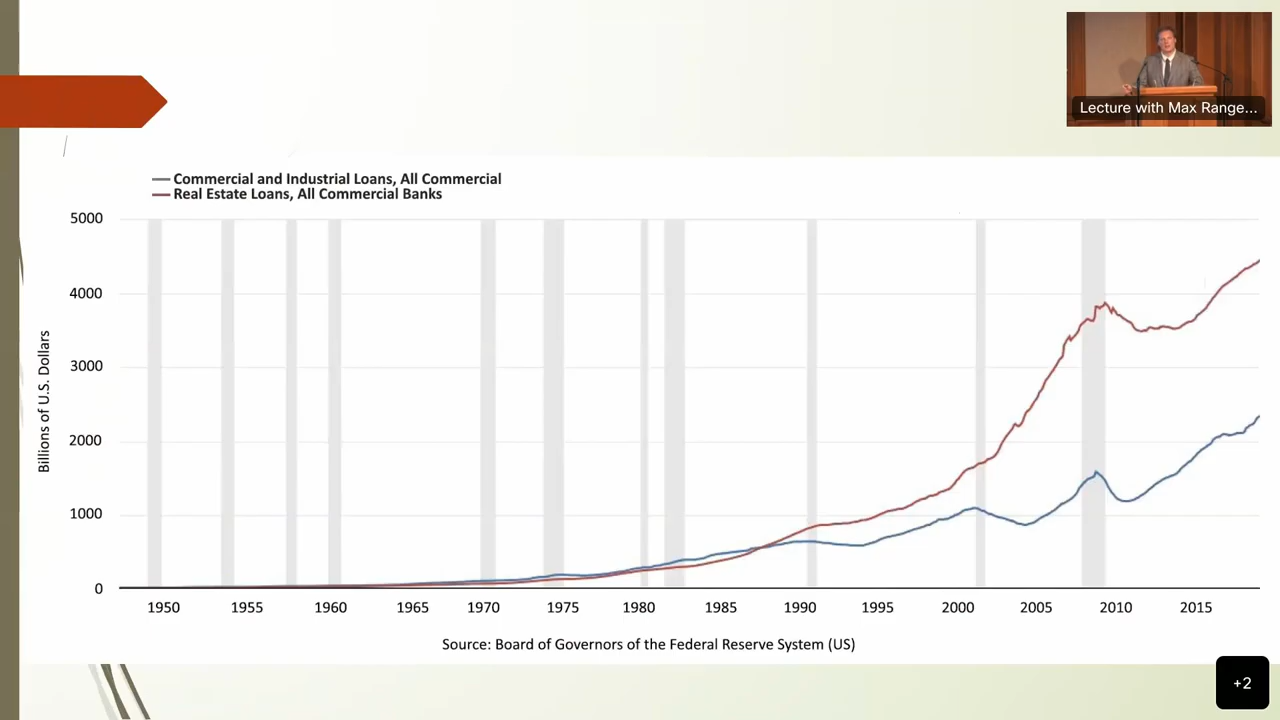 Lecture with Max Range...
Commercial and Industrial Loans, All Commercial
Real Estate Loans, All Commercial Banks
5000
4000
3000
2000
1000
0
Billions of U.S. Dollars
1950 1955 1960 1965 1970 1975 1980 1985 1990 1995 2000 2005 2010 2015
Source: Board of Governors of the Federal Reserve System (US)
+2